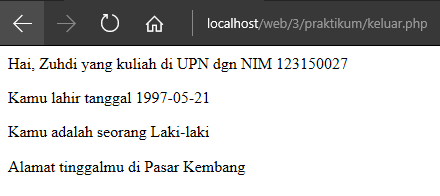 localhost/web/3/praktikum/keluar.php
Hai, Zuhdi yang kuliah di UPN dgn NIM 123150027
Kamu lahir tanggal 1997-05-21
Kamu adalah seorang Laki-laki
Alamat tinggalmu di Pasar Kembang